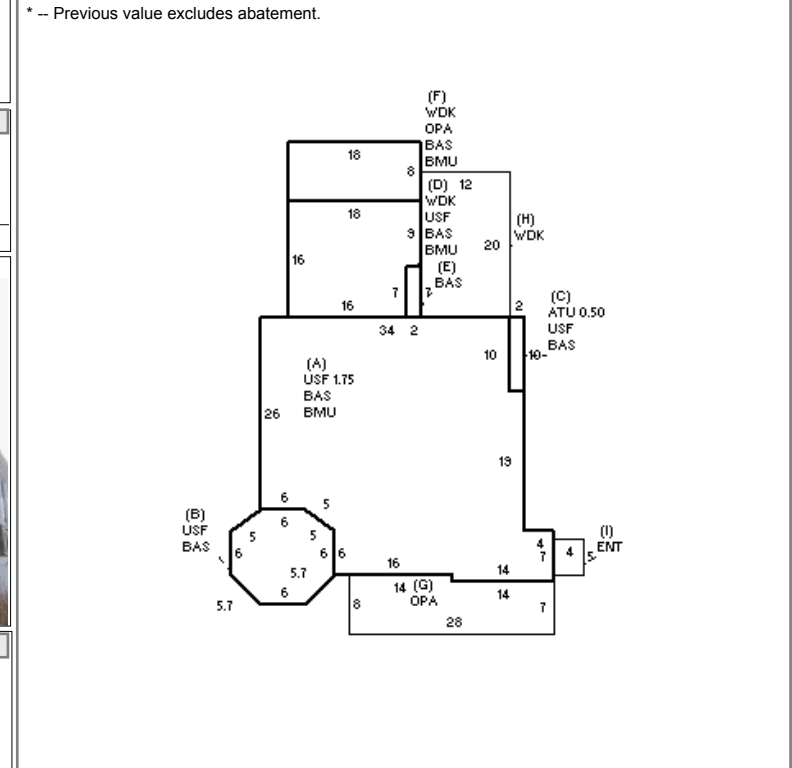 * -- Previous value excludes abatement.
(F)
WDK
OPA
BAS
BMU
18
8
(D) 12
WDK
USF
BAS
BMU
18
9
(H)
WDK
20
16
(E)
BAS
7
7
16
2
(C)
ATU 0.50
USF
BAS
34 2
10
10
(A)
USF 1.75
BAS
BMU
26
19
6
5
(B)
USF
BAS
6
5
5
6
6
6
5.7
6
5.7
16
14
4
7
4
5
(I)
ENT
14 (G)
OPA
14
8
7
28